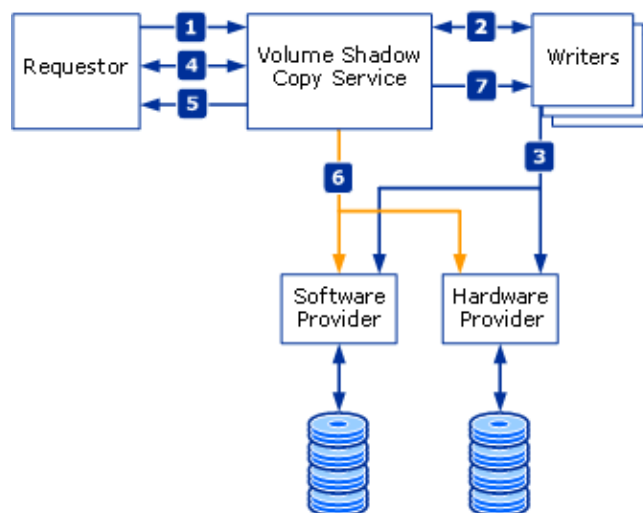 1
2
Requestor
4
Volume Shadow
Copy Service
Writers
5
7
3
6
Software
Provider
Hardware
Provider